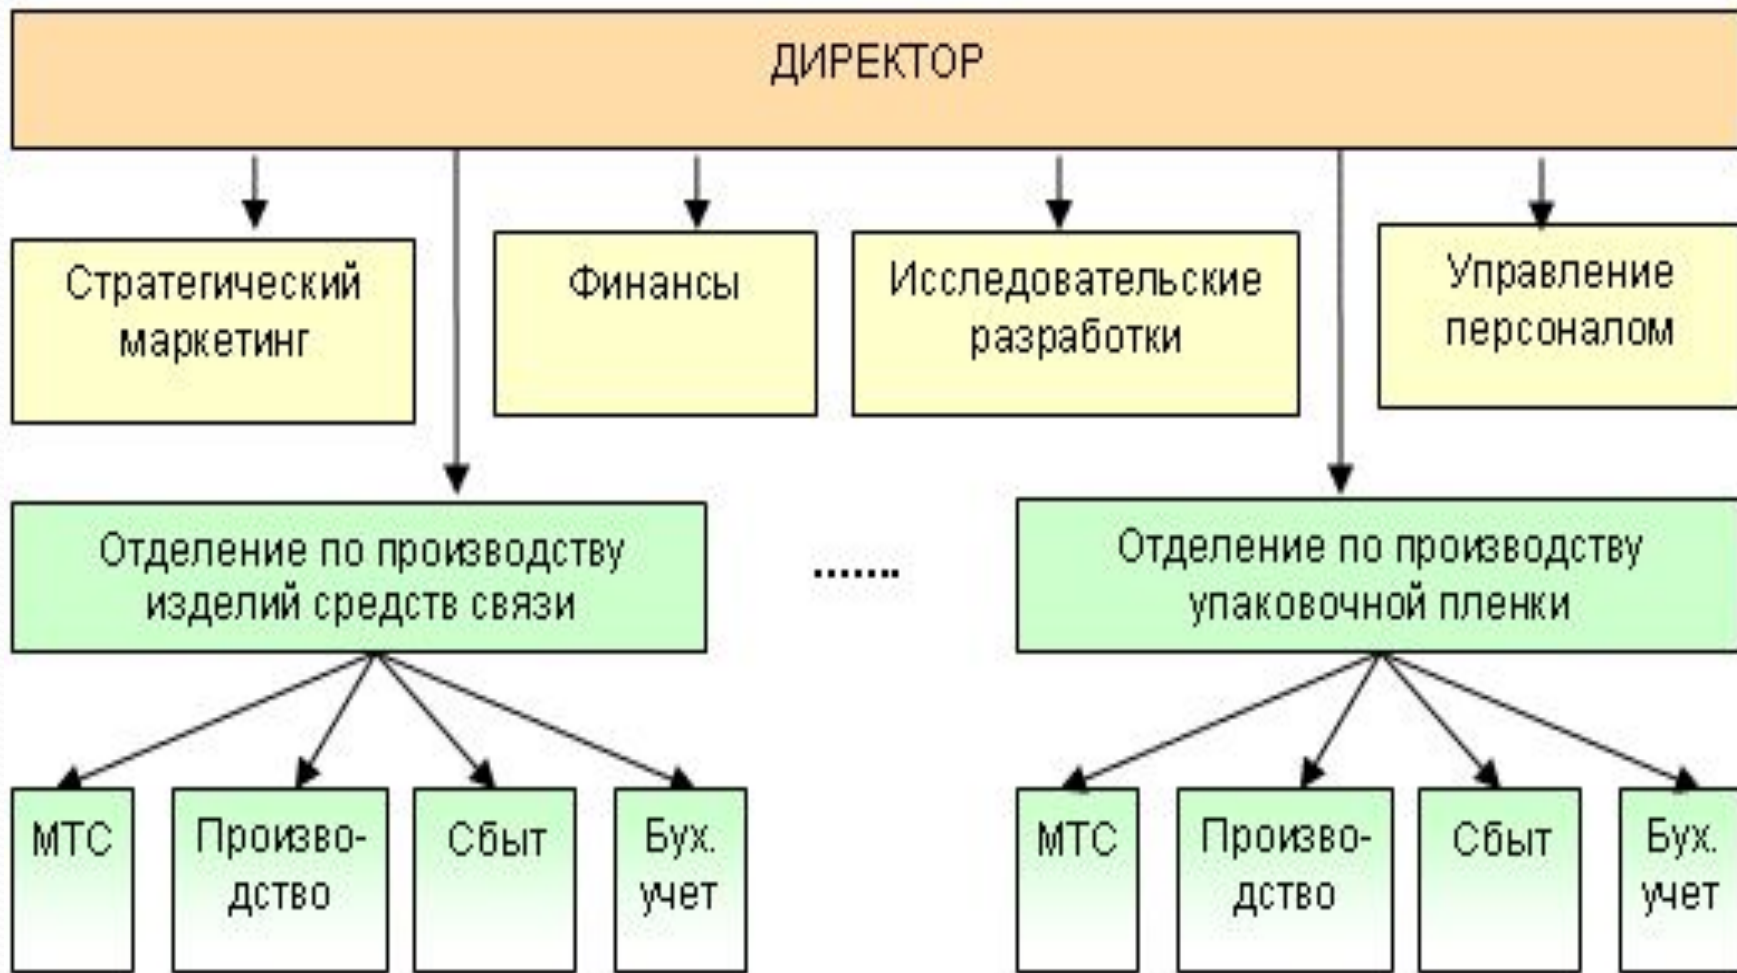 ДИРЕКТОР
Стратегический
маркетинг
Финансы
Исследовательские
разработки
Управление
персоналом
Отделение по производству
изделий средств связи
.......
Отделение по производству
упаковочной пленки
МТС
Произво-
дство
Сбыт
Бух.
учет
МТС
Произво-
дство
Сбыт
Бух.
учет